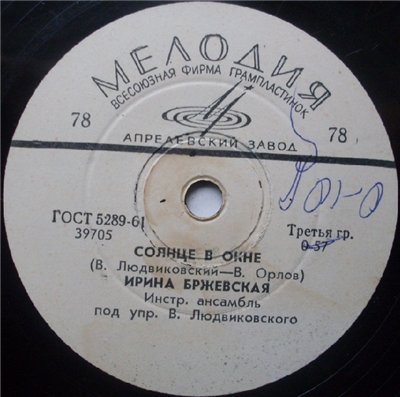 МЕЛОДИЯ
ВСЕСОЮЗНАЯ ФИРМА ГРАМПЛАСТИНОК
78 78
АПРЕЛЕВСКИЙ ЗАВОД
ГОСТ 5289-61
39705
Третья гр.
0-57
СОЛНЦЕ В ОКНЕ
(В. Людвиковский—В. Орлов)
ИРИНА БРЖЕВСКАЯ
Инстр. ансамбль
под упр. В. Людвиковского